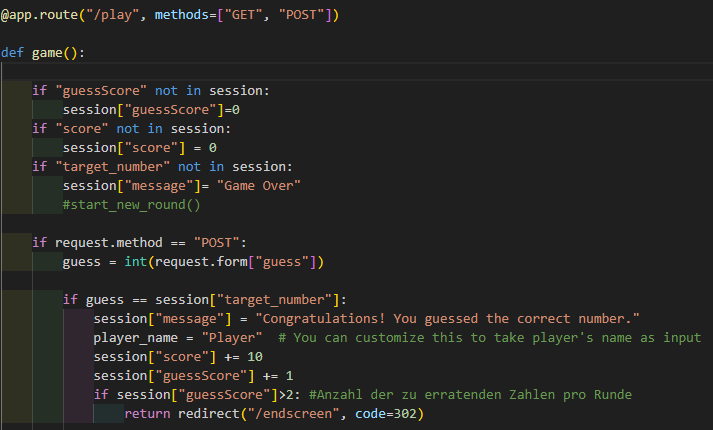 @app.route("/play", methods=["GET", "POST"])
def game():
if "guessScore" not in session:
session["guessScore"]=0
if "score" not in session:
session["score"] = 0
if "target_number" not in session:
session["message"]= "Game Over"
#start_new_round()
if request.method == "POST":
guess = int(request.form["guess"])
if guess == session["target_number"]:
session["message"] = "Congratulations! You guessed the correct number."
player_name = "Player"  # You can customize this to take player's name as input
session["score"] += 10
session["guessScore"] += 1
if session["guessScore"]>2: #Anzahl der zu erratenden Zahlen pro Runde
return redirect("/endscreen", code=302)